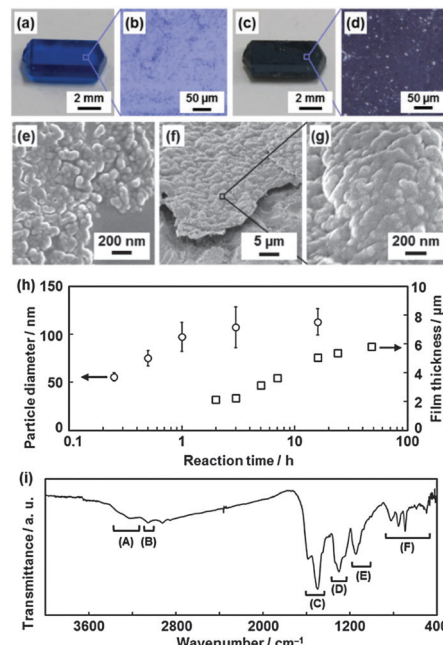 (a) (b) (c) (d)
2 mm 50 µm 2 mm 50 µm
(e) (f) (g)
200 nm 5 µm 200 nm
(h)
Particle diameter / nm
150
100
50
0
Film thickness / µm
10
8
6
4
2
0
0.1 1 10 100
Reaction time / h
(i)
Transmittance / a. u.
(A) (B) (C) (D) (E) (F)
3600 2800 2000 1200 400
Wavenumber / cm⁻¹